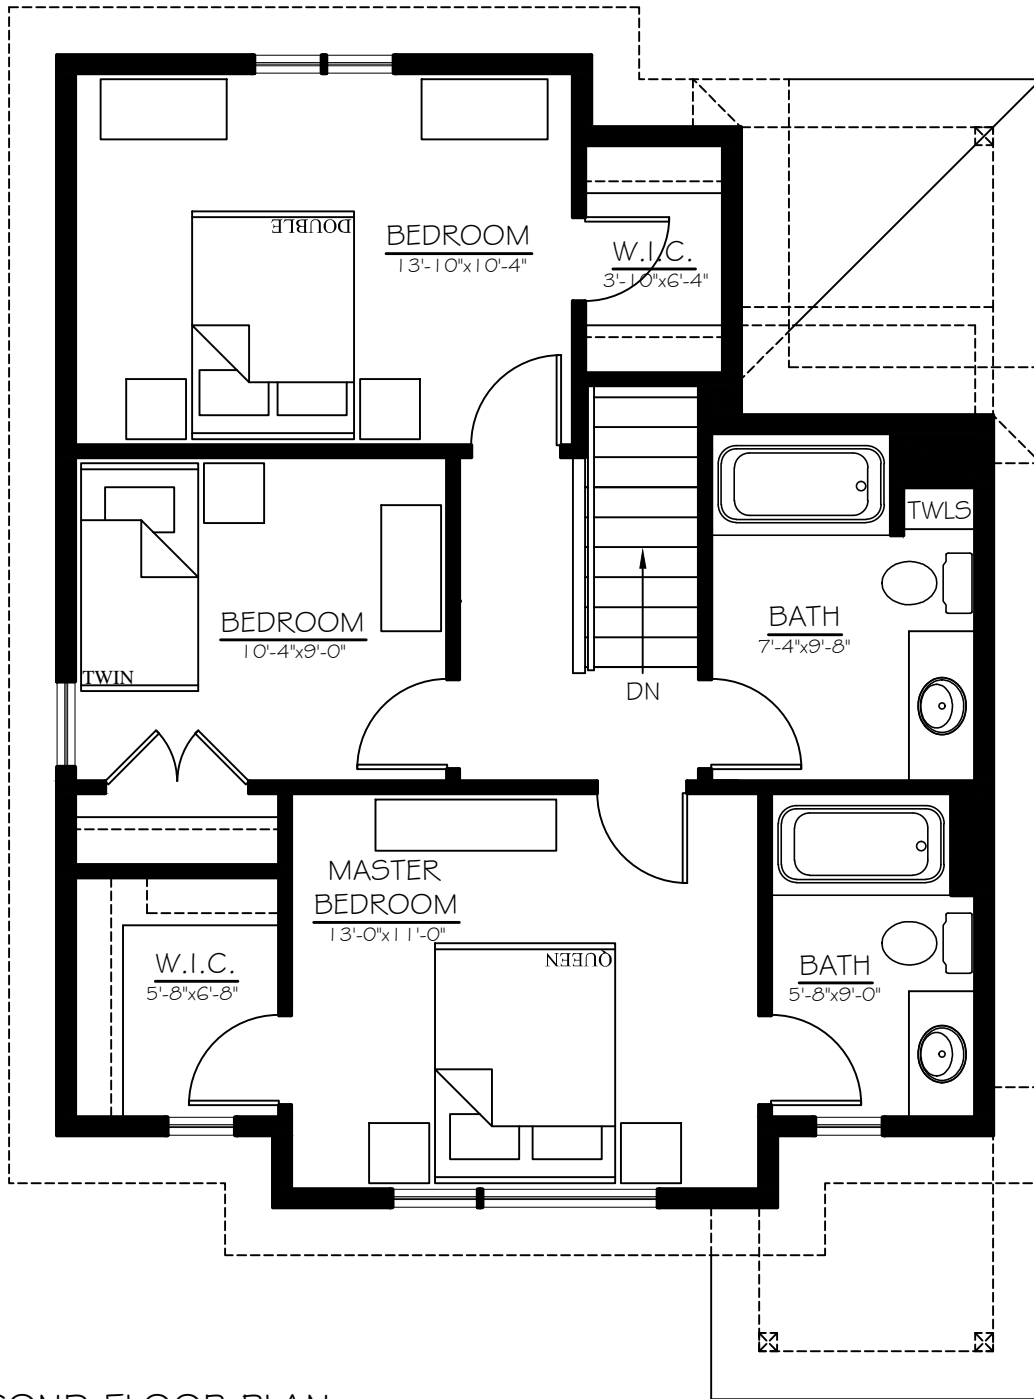 DOUBLE
BEDROOM
13'-10"x10'-4"
W.I.C.
3'-10"x6'-4"
TWLS
BEDROOM
10'-4"x9'-0"
BATH
7'-4"x9'-8"
TWIN
DN
MASTER
BEDROOM
13'-0"x11'-0"
QUEEN
W.I.C.
5'-8"x6'-8"
BATH
5'-8"x9'-0"
FLOOR PLAN